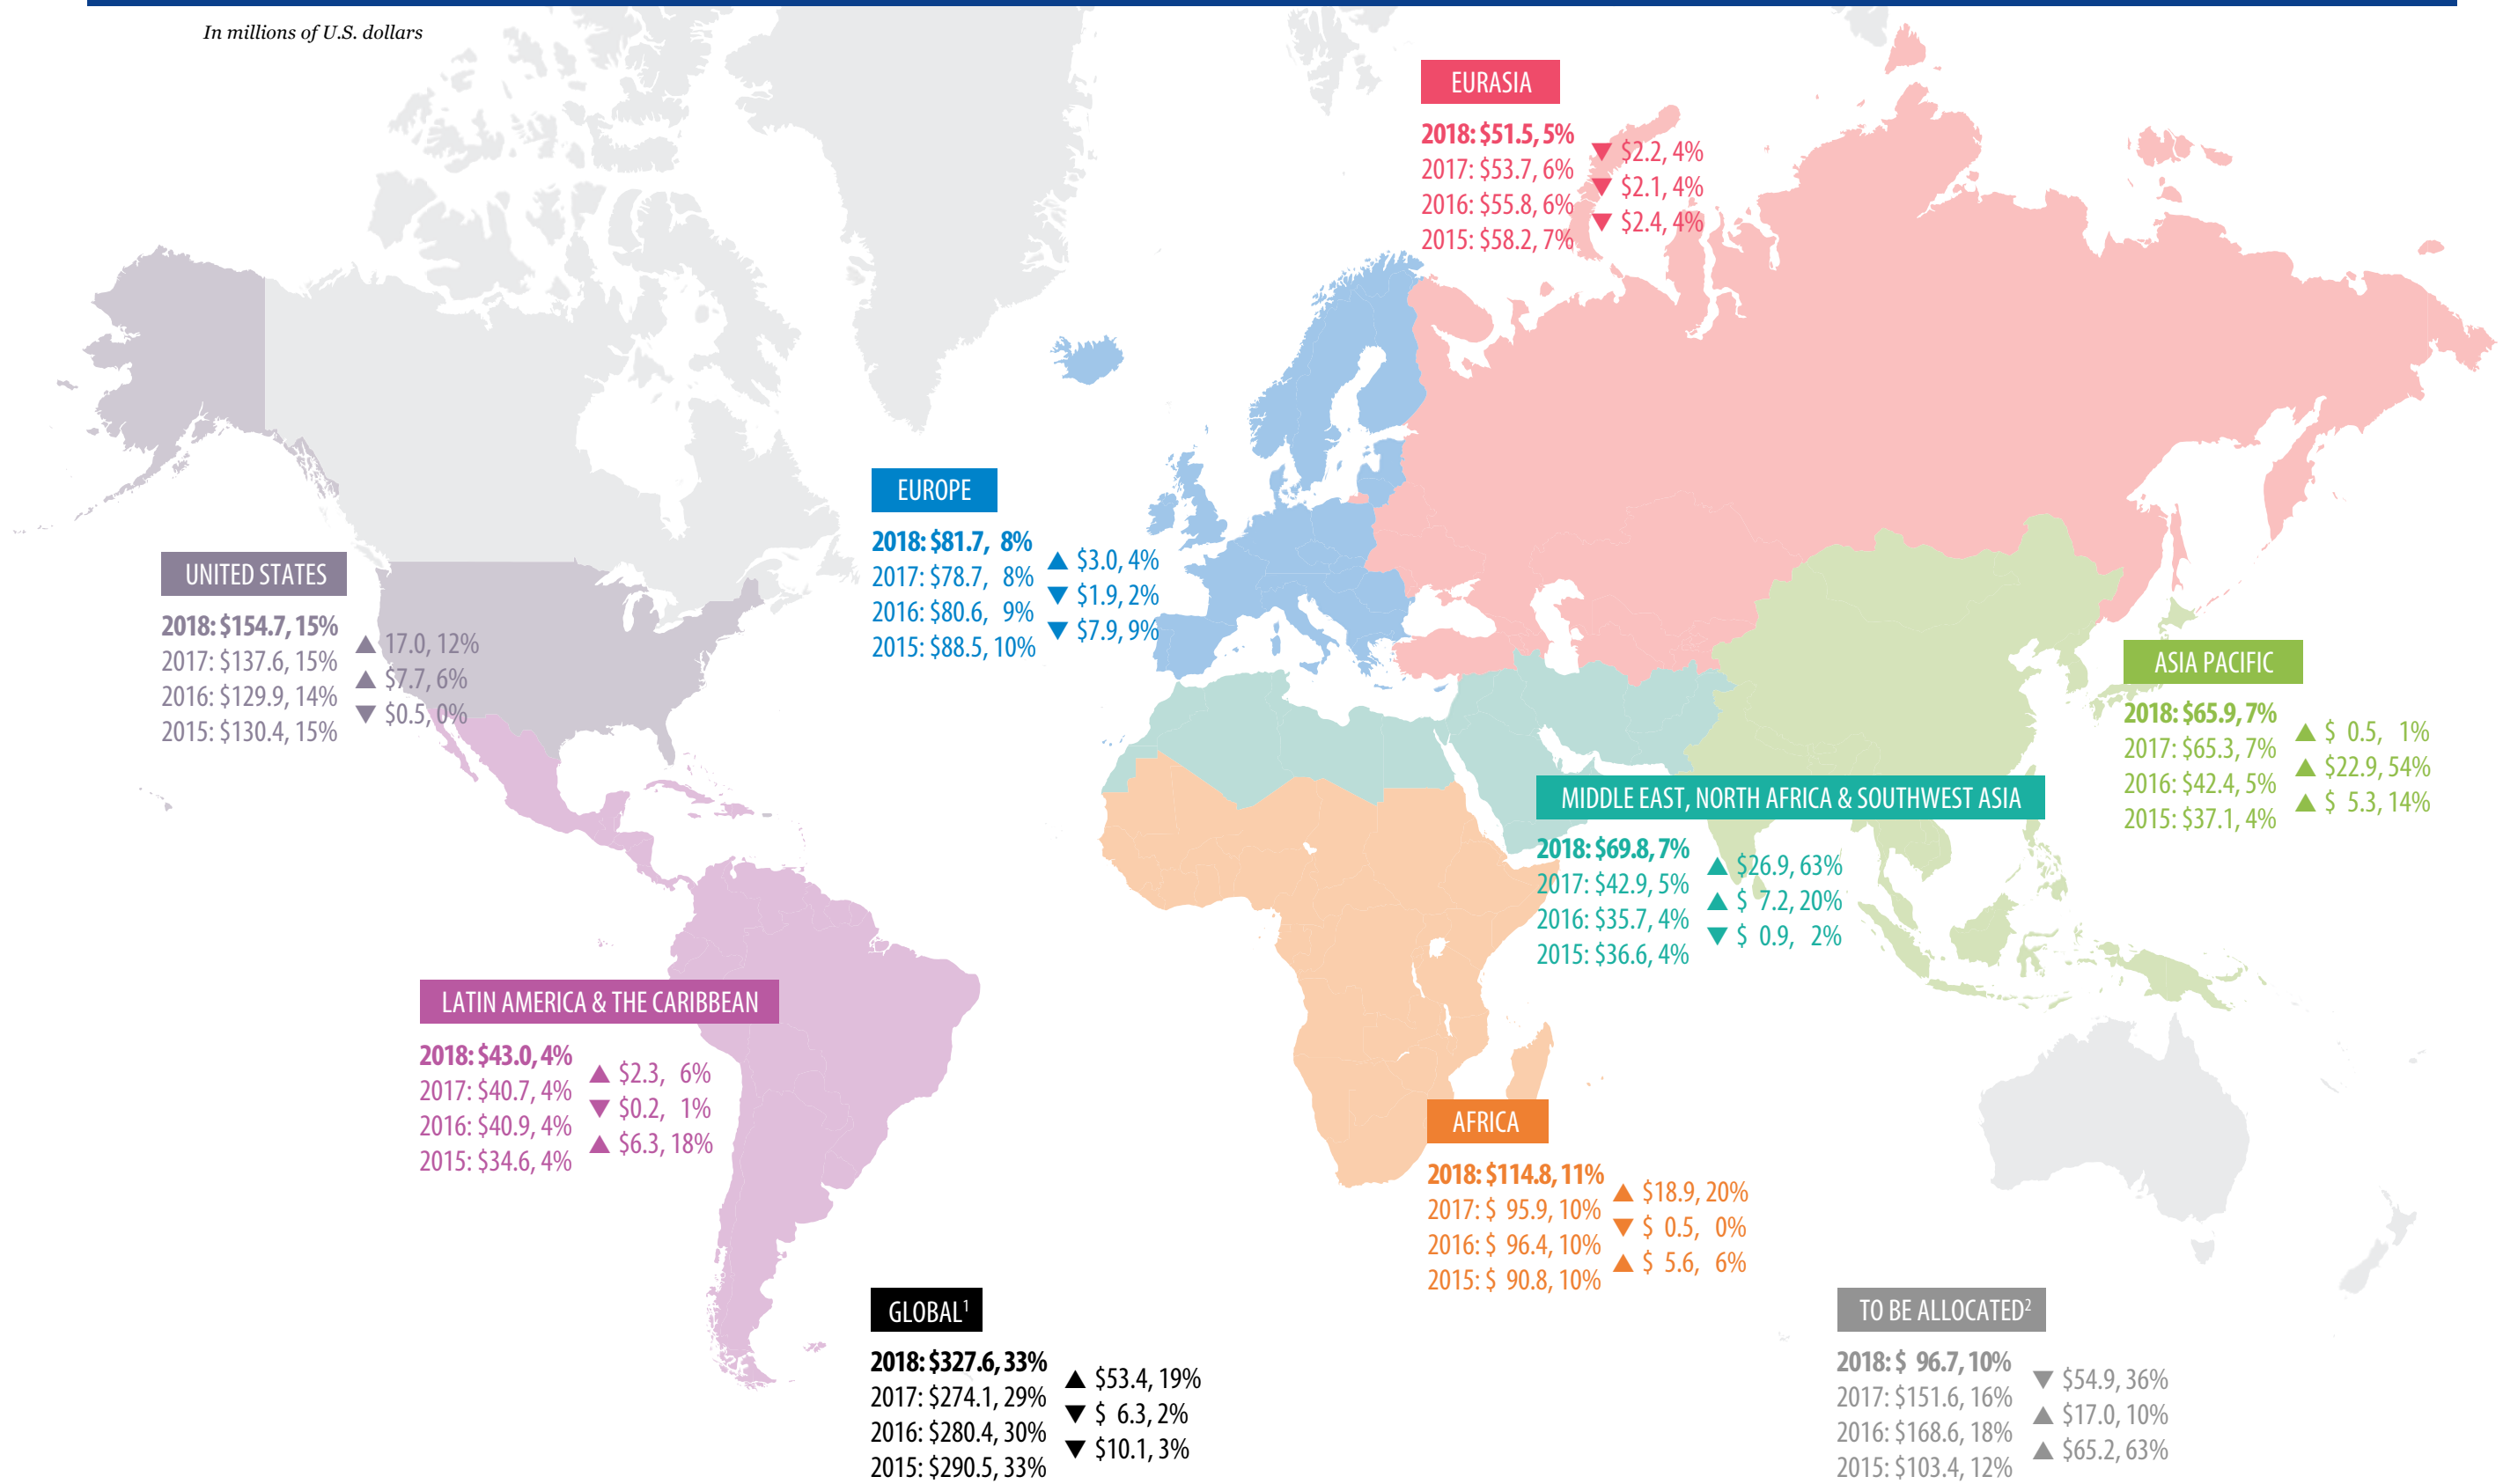 In millions of U.S. dollars
EURASIA
2018: $51.5, 5%
2017: $53.7, 6%
2016: $55.8, 6%
2015: $58.2, 7%
▼ $2.2, 4%
▼ $2.1, 4%
▼ $2.4, 4%
EUROPE
2018: $81.7, 8%
2017: $78.7, 8%
2016: $80.6, 9%
2015: $88.5, 10%
▲ $3.0, 4%
▼ $1.9, 2%
▼ $7.9, 9%
UNITED STATES
2018: $154.7, 15%
2017: $137.6, 15%
2016: $129.9, 14%
2015: $130.4, 15%
▲ 17.0, 12%
▲ $7.7, 6%
▼ $0.5, 0%
ASIA PACIFIC
2018: $65.9, 7%
2017: $65.3, 7%
2016: $42.4, 5%
2015: $37.1, 4%
▲ $ 0.5, 1%
▲ $22.9, 54%
▲ $ 5.3, 14%
MIDDLE EAST, NORTH AFRICA & SOUTHWEST ASIA
2018: $69.8, 7%
2017: $42.9, 5%
2016: $35.7, 4%
2015: $36.6, 4%
▲ $26.9, 63%
▲ $ 7.2, 20%
▼ $ 0.9, 2%
LATIN AMERICA & THE CARIBBEAN
2018: $43.0, 4%
2017: $40.7, 4%
2016: $40.9, 4%
2015: $34.6, 4%
▲ $2.3, 6%
▼ $0.2, 1%
▲ $6.3, 18%
AFRICA
2018: $114.8, 11%
2017: $ 95.9, 10%
2016: $ 96.4, 10%
2015: $ 90.8, 10%
▲ $18.9, 20%
▼ $ 0.5, 0%
▲ $ 5.6, 6%
GLOBAL¹
2018: $327.6, 33%
2017: $274.1, 29%
2016: $280.4, 30%
2015: $290.5, 33%
▲ $53.4, 19%
▼ $ 6.3, 2%
▼ $10.1, 3%
TO BE ALLOCATED²
2018: $ 96.7, 10%
2017: $151.6, 16%
2016: $168.6, 18%
2015: $103.4, 12%
▼ $54.9, 36%
▲ $17.0, 10%
▲ $65.2, 63%